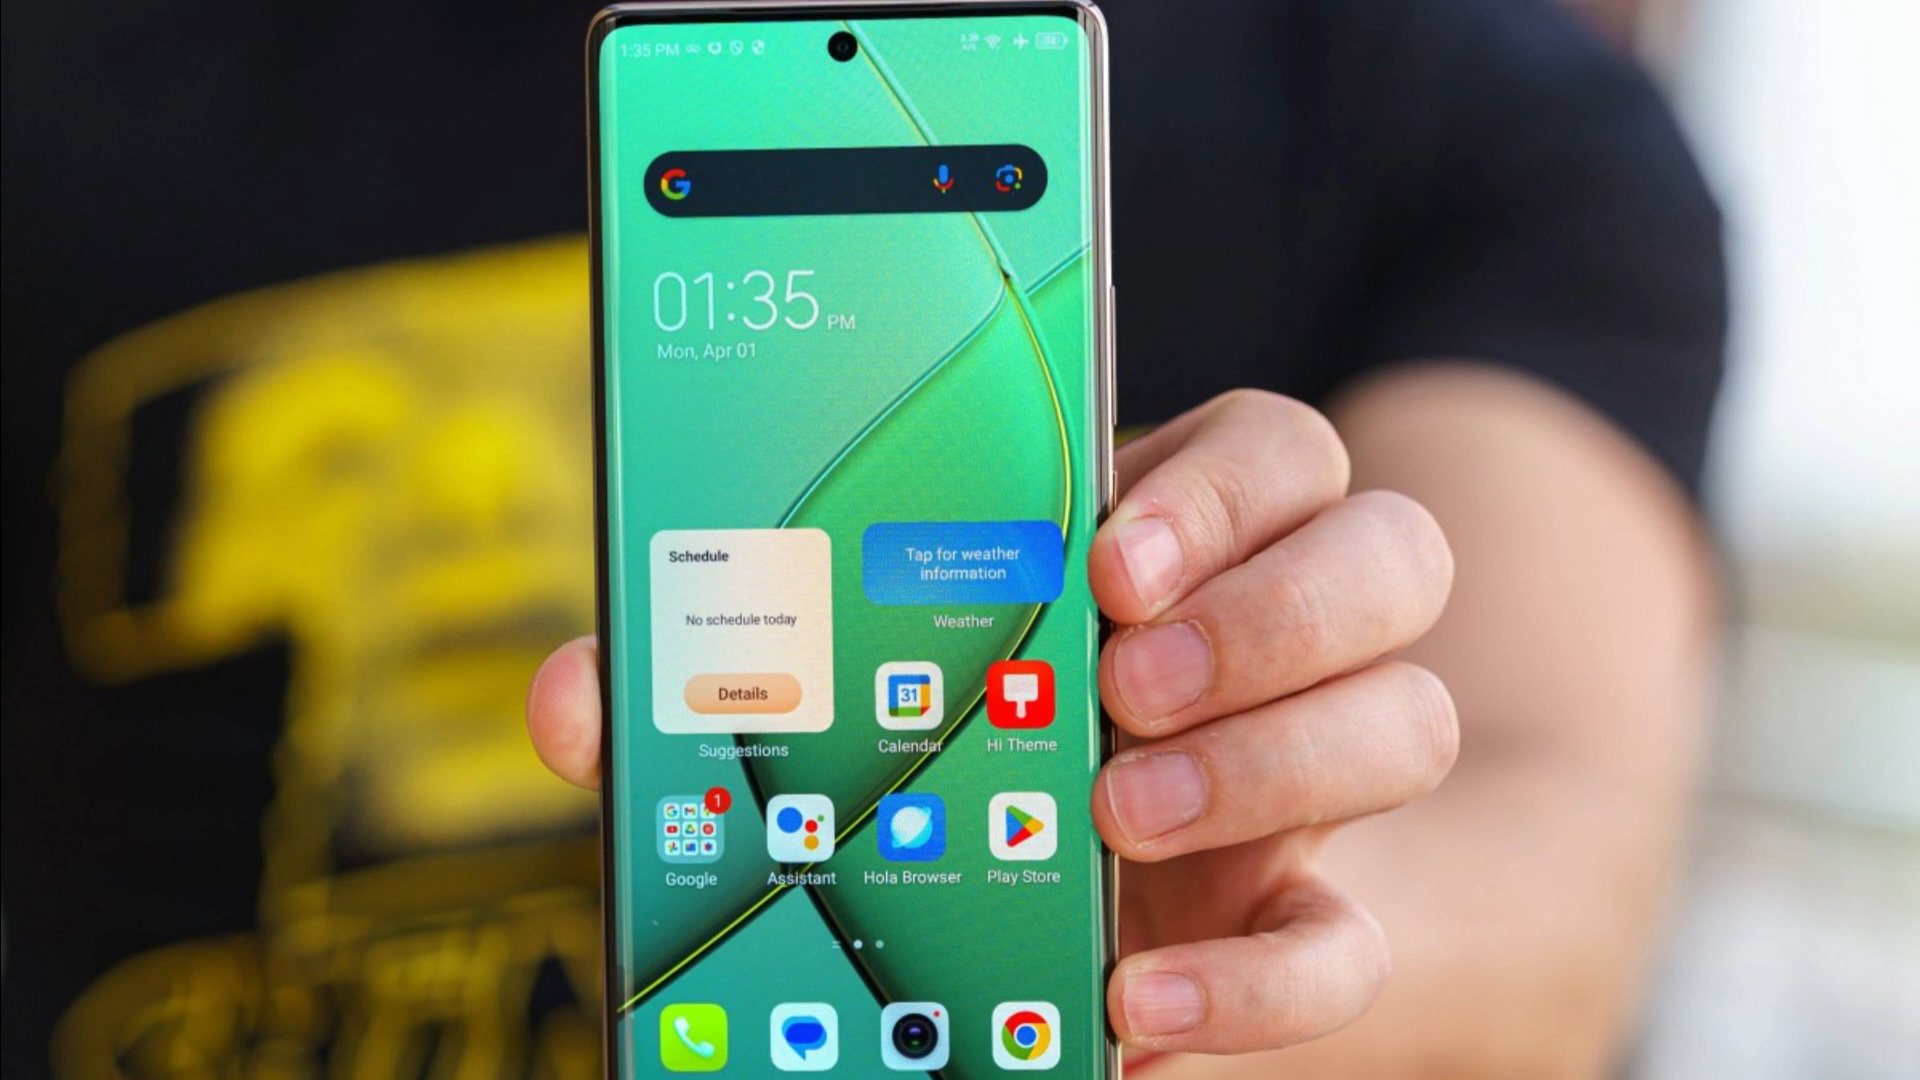 1:35 PM
01:35 PM
Mon, Apr 01
Schedule
No schedule today
Details
Suggestions
Tap for weather
information
Weather
31
Calendar
Hi Theme
1
Google
Assistant
Hola Browser
Play Store